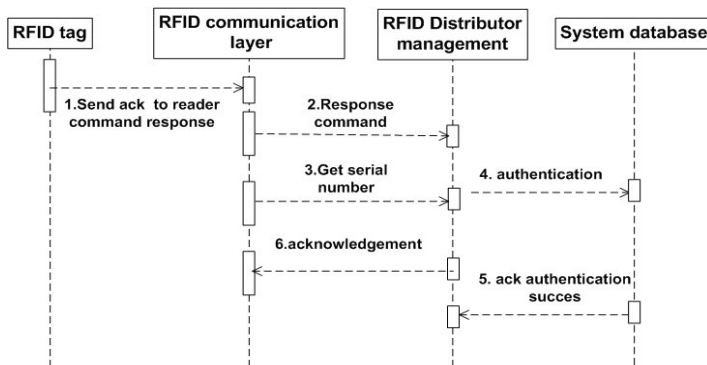 RFID tag
RFID communication
layer
RFID Distributor
management
System database
1.Send ack to reader
command response
2.Response
command
3.Get serial
number
4. authentication
6.acknowledgement
5. ack authentication
succes